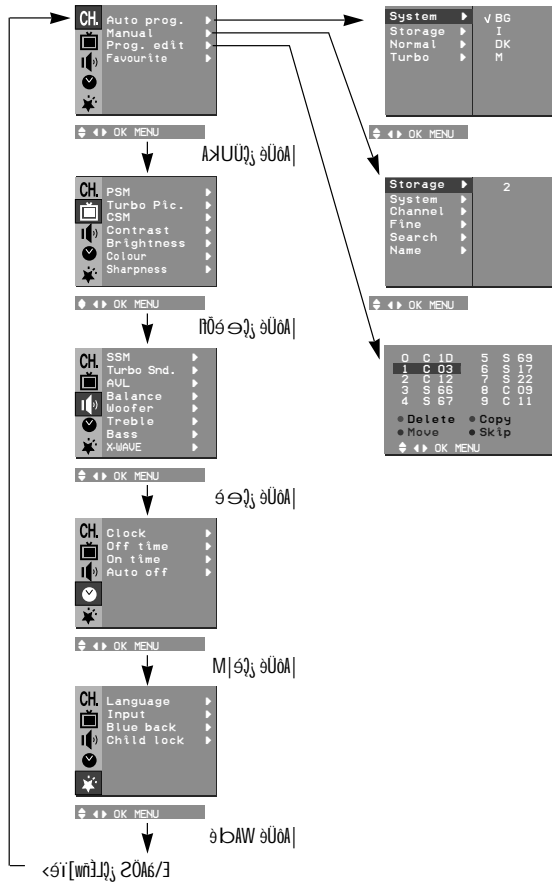 CH. Auto prog.
Manual
Prog. edit
Favourite
OK MENU
CH. PSM
Turbo Pic.
CSM
Contrast
Brightness
Colour
Sharpness
OK MENU
CH. SSM
Turbo Snd.
AVL
Balance
Woofer
Treble
Bass
X-WAVE
OK MENU
CH. Clock
Off time
On time
Auto off
OK MENU
CH. Language
Input
Blue back
Child lock
OK MENU
System √ BG
Storage I
Normal DK
Turbo M
OK MENU
Storage 2
System
Channel
Fine
Search
Name
OK MENU
0 C 10 5 S 69
1 C 03 6 S 17
2 C 12 7 S 22
3 S 66 8 C 09
4 S 67 9 C 11
Delete Copy
Move Skip
OK MENU